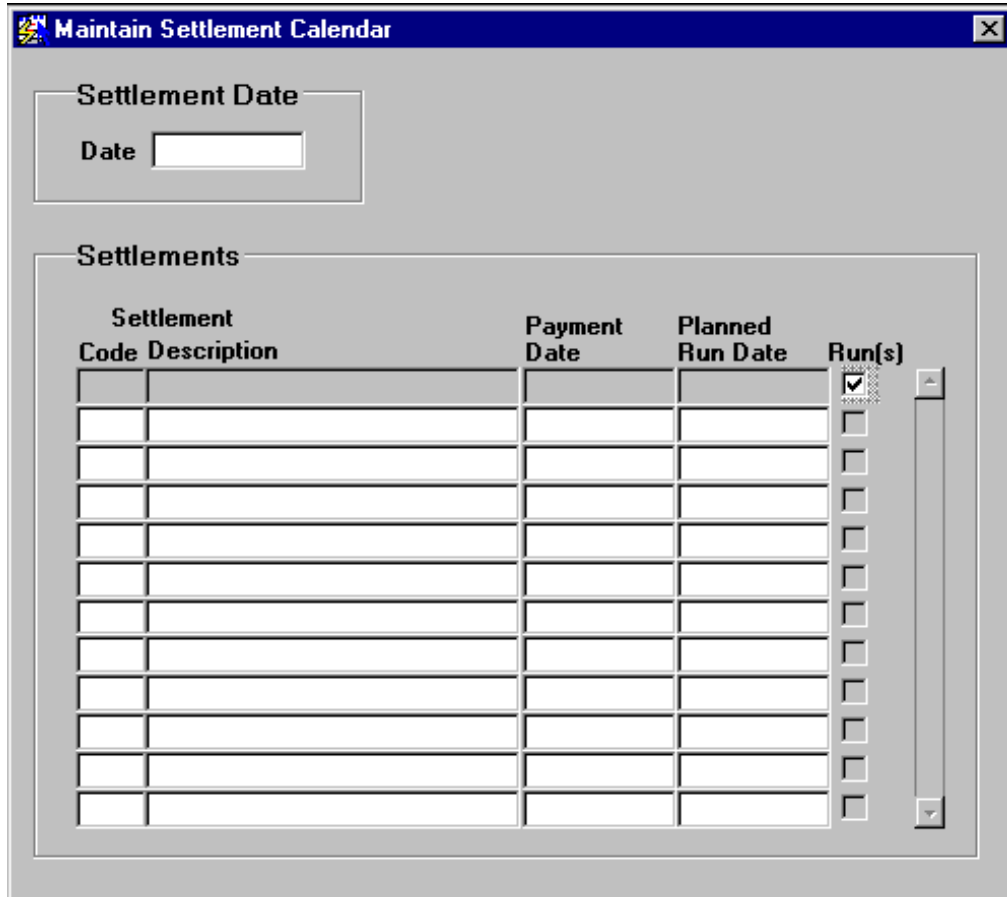 Maintain Settlement Calendar
Settlement Date
Date
Settlements
Settlement
Code Description
Payment Date
Planned Run Date
Run(s)